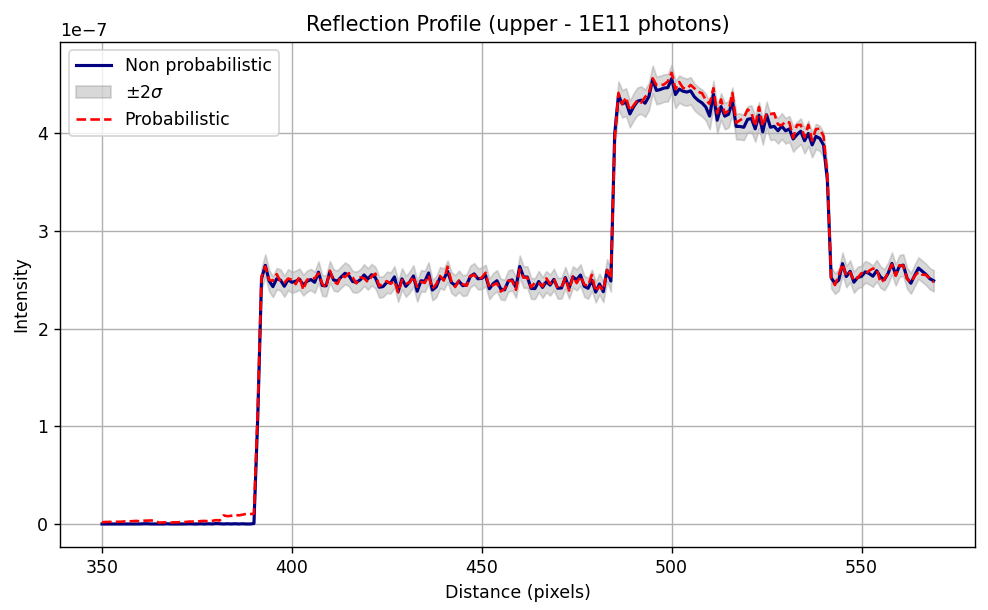 Reflection Profile (upper - 1E11 photons)
1e−7
Non probabilistic
±2σ
Probabilistic
4
3
2
1
0
Intensity
350 400 450 500 550
Distance (pixels)